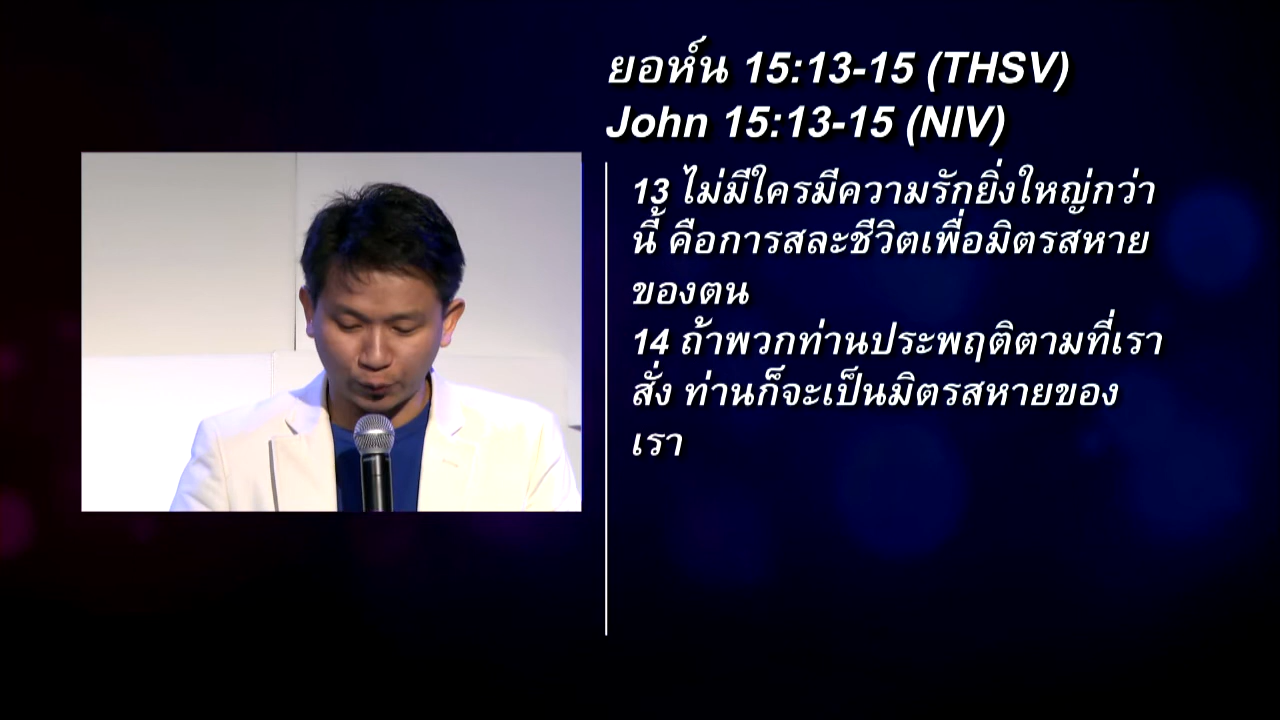 ยอห์น 15:13-15 (THSV)
John 15:13-15 (NIV)
13 ไม่มีใครมีความรักยิ่งใหญ่กว่า
นี้ คือการสละชีวิตเพื่อมิตรสหาย
ของตน
14 ถ้าพวกท่านประพฤติตามที่เรา
สั่ง ท่านก็จะเป็นมิตรสหายของ
เรา